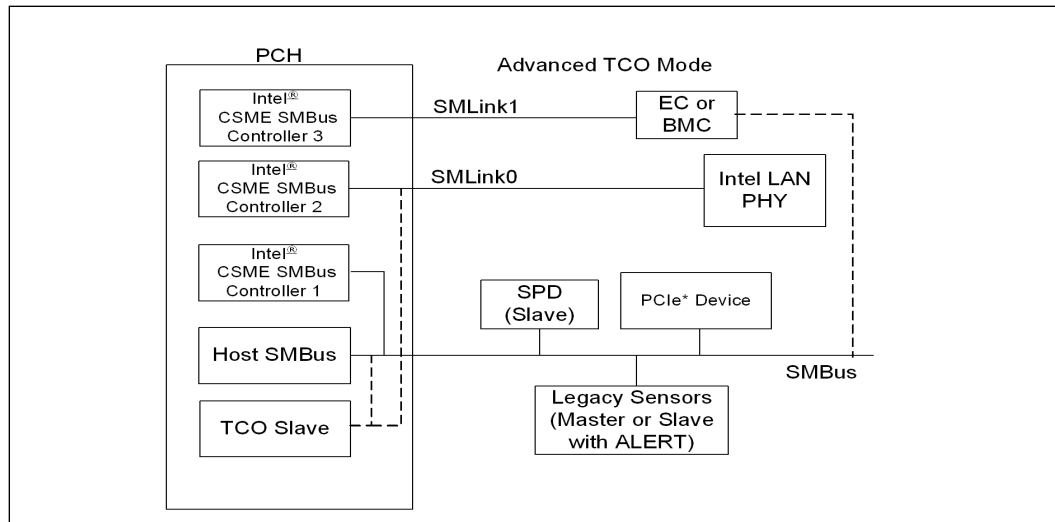 PCH
Advanced TCO Mode
Intel®
CSME SMBus
Controller 3
SMLink1
EC or
BMC
Intel®
CSME SMBus
Controller 2
SMLink0
Intel LAN
PHY
Intel®
CSME SMBus
Controller 1
SPD
(Slave)
PCIe* Device
Host SMBus
SMBus
Legacy Sensors
(Master or Slave
with ALERT)
TCO Slave